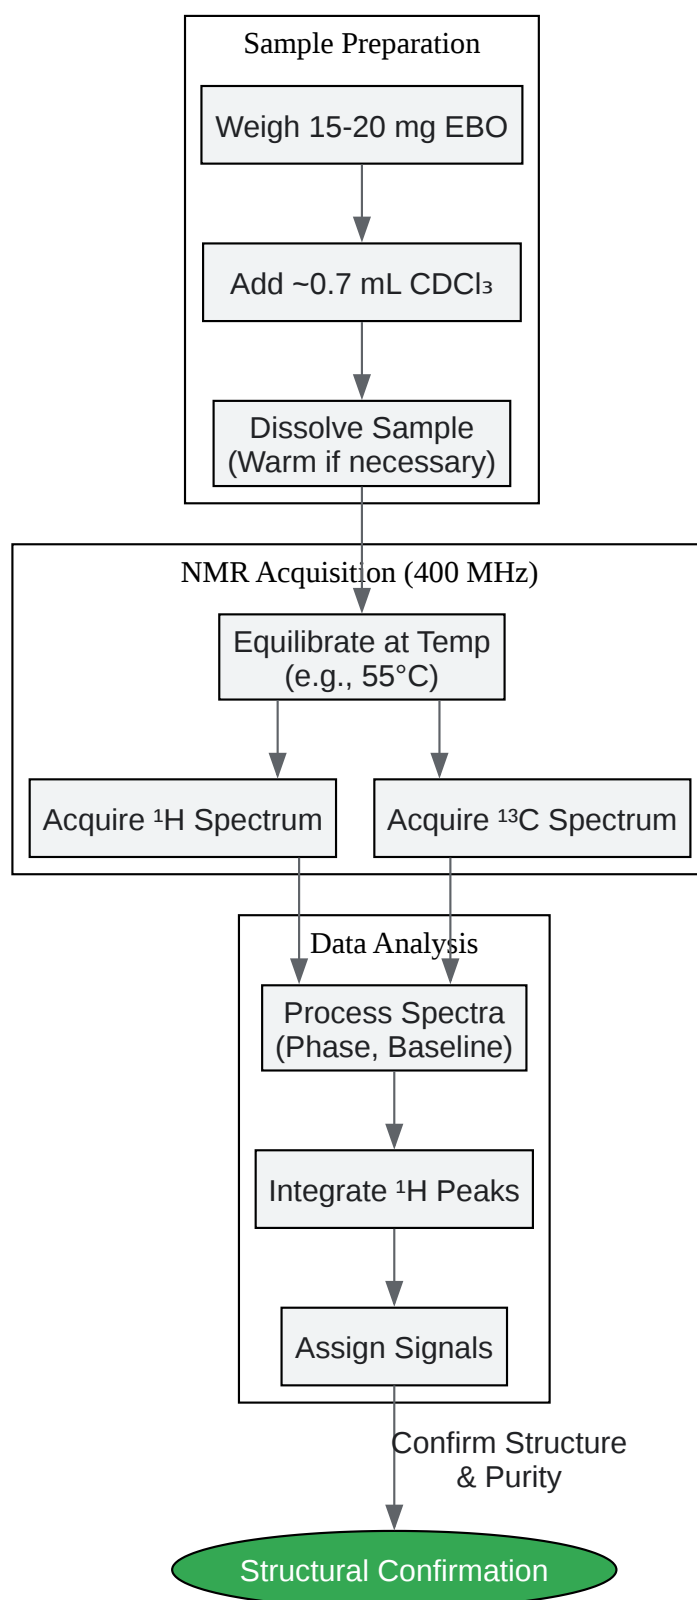 Sample Preparation
Weigh 15-20 mg EBO
Add ~0.7 mL CDCl₃
Dissolve Sample
(Warm if necessary)
NMR Acquisition (400 MHz)
Equilibrate at Temp
(e.g., 55°C)
Acquire ¹H Spectrum
Acquire ¹³C Spectrum
Data Analysis
Process Spectra
(Phase, Baseline)
Integrate ¹H Peaks
Assign Signals
Confirm Structure
& Purity
Structural Confirmation